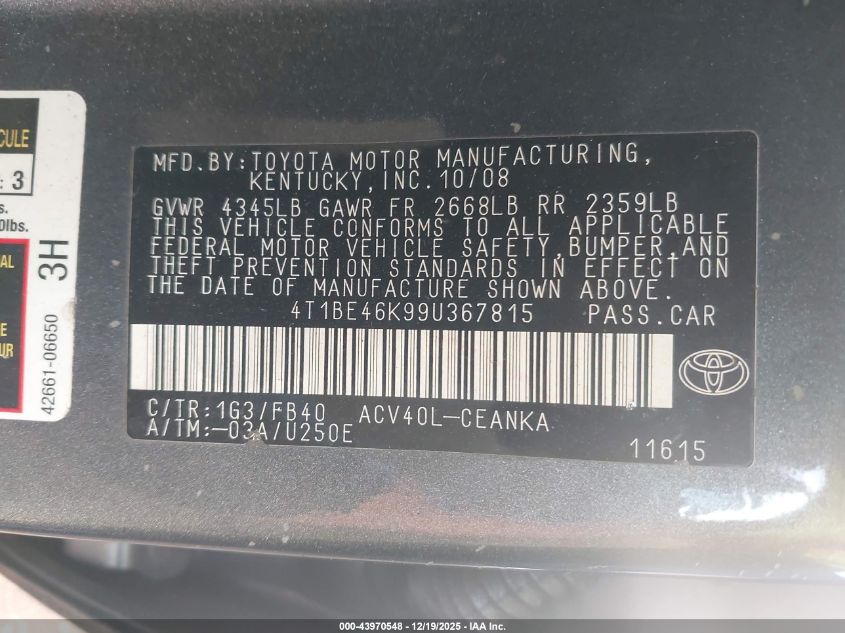 CULE
: 3
s.
0lbs.
AL
E
UR
42661-06650
3H
MFD.BY:TOYOTA MOTOR MANUFACTURING,
KENTUCKY,INC.10/08
GVWR 4345LB GAWR FR 2668LB RR 2359LB
THIS VEHICLE CONFORMS TO ALL APPLICABLE
FEDERAL MOTOR VEHICLE SAFETY,BUMPER,AND
THEFT PREVENTION STANDARDS IN EFFECT ON
THE DATE OF MANUFACTURE SHOWN ABOVE.
4T1BE46K99U367815 PASS.CAR
C/TR:1G3/FB40 ACV40L-CEANKA
A/TM:-03A/U250E
11615
000-43970548 - 12/19/2025 - IAA Inc.